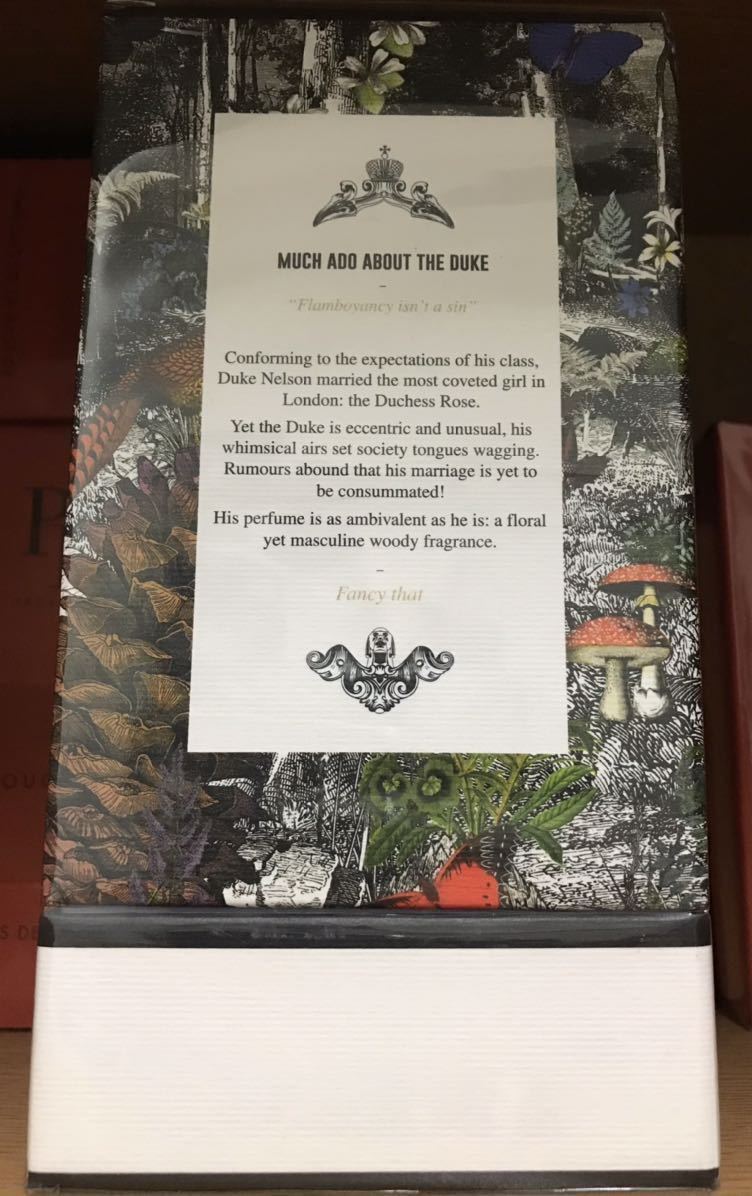 MUCH ADO ABOUT THE DUKE
-
"Flamboyancy isn't a sin"
Conforming to the expectations of his class,
Duke Nelson married the most coveted girl in
London: the Duchess Rose.
Yet the Duke is eccentric and unusual, his
whimsical airs set society tongues wagging.
Rumours abound that his marriage is yet to
be consummated!
His perfume is as ambivalent as he is: a floral
yet masculine woody fragrance.
-
Fancy that